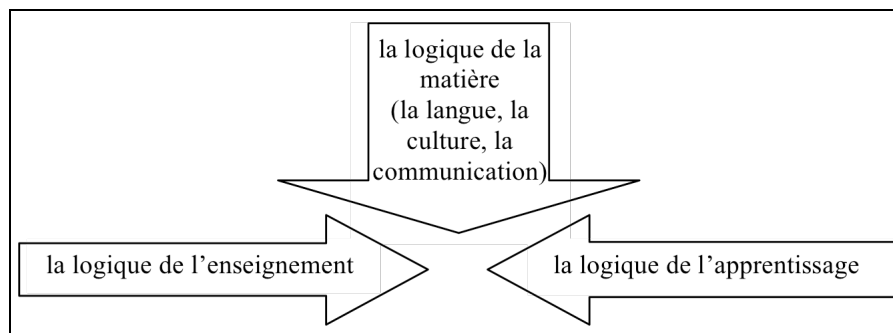 la logique de la
matière
(la langue, la
culture, la
communication)
la logique de l’enseignement
la logique de l’apprentissage